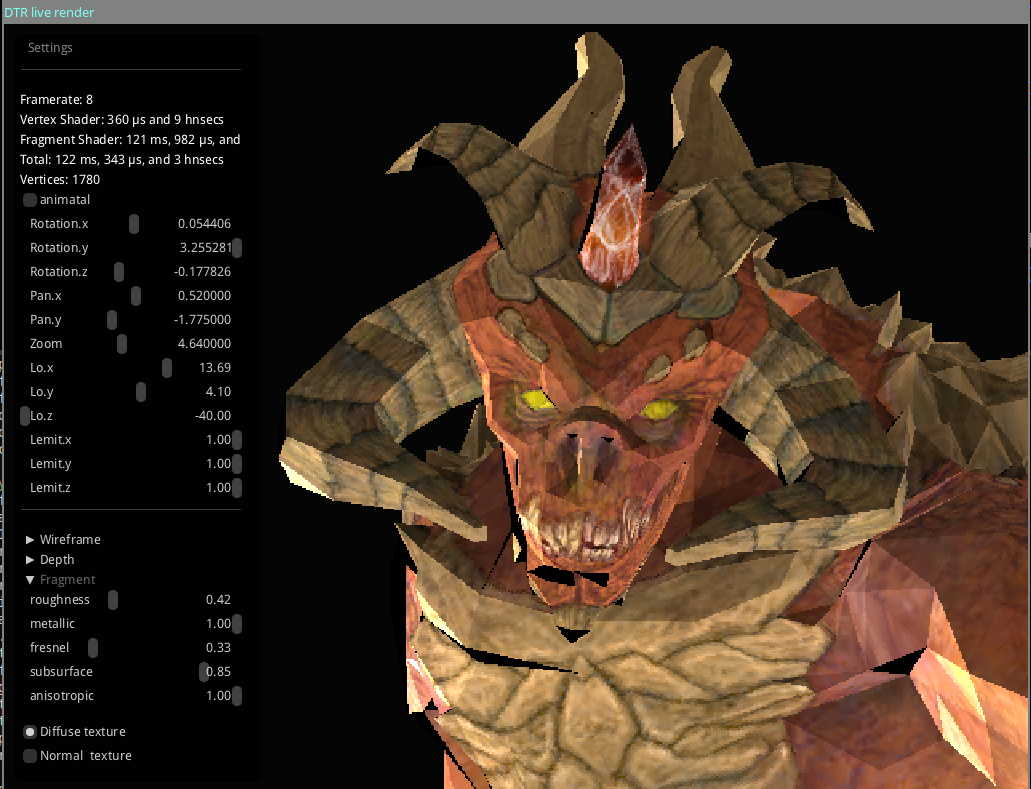 DTR live render
Settings
Framerate: 8
Vertex Shader: 360 µs and 9 hnsecs
Fragment Shader: 121 ms, 982 µs, and
Total: 122 ms, 343 µs, and 3 hnsecs
Vertices: 1780
animatal
Rotation.x 0.054406
Rotation.y 3.255281
Rotation.z -0.177826
Pan.x 0.520000
Pan.y -1.775000
Zoom 4.640000
Lo.x 13.69
Lo.y 4.10
Lo.z -40.00
Lemit.x 1.00
Lemit.y 1.00
Lemit.z 1.00
Wireframe
Depth
Fragment
roughness 0.42
metallic 1.00
fresnel 0.33
subsurface 0.85
anisotropic 1.00
Diffuse texture
Normal texture